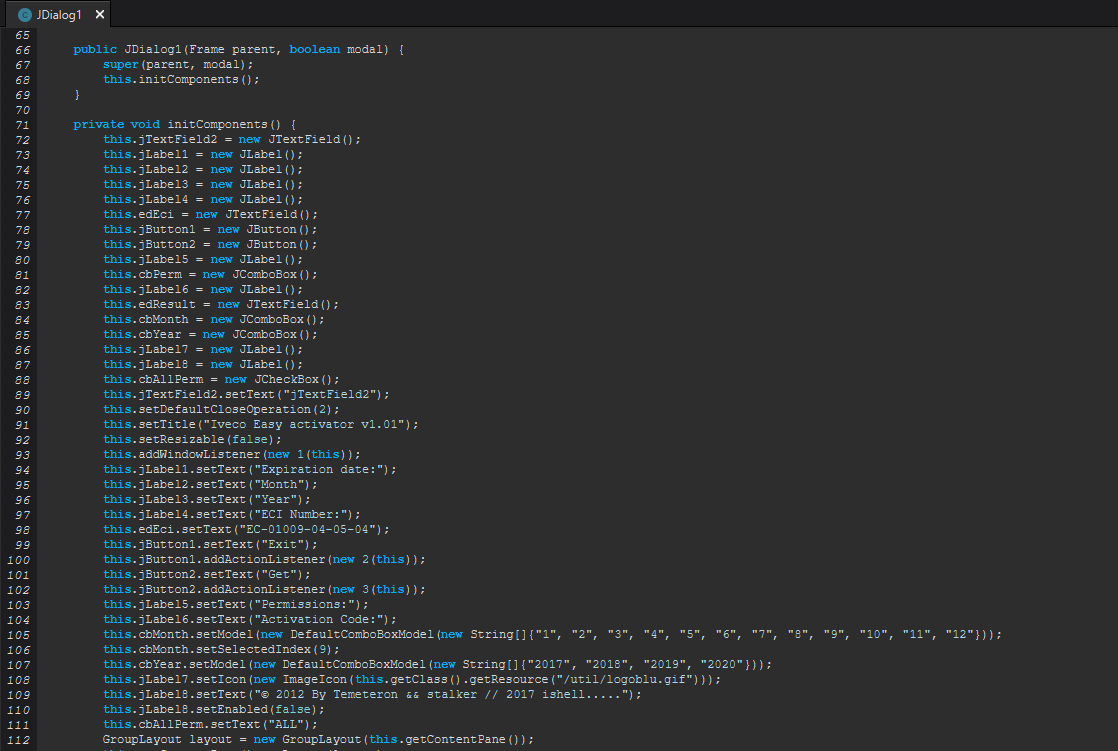 JDialog1
65
66 public JDialog1(Frame parent, boolean modal) {
67 super(parent, modal);
68 this.initComponents();
69 }
70
71 private void initComponents() {
72 this.jTextField2 = new JTextField();
73 this.jLabel1 = new JLabel();
74 this.jLabel2 = new JLabel();
75 this.jLabel3 = new JLabel();
76 this.jLabel4 = new JLabel();
77 this.edEci = new JTextField();
78 this.jButton1 = new JButton();
79 this.jButton2 = new JButton();
80 this.jLabel5 = new JLabel();
81 this.cbPerm = new JComboBox();
82 this.jLabel6 = new JLabel();
83 this.edResult = new JTextField();
84 this.cbMonth = new JComboBox();
85 this.cbYear = new JComboBox();
86 this.jLabel7 = new JLabel();
87 this.jLabel8 = new JLabel();
88 this.cbAllPerm = new JCheckBox();
89 this.jTextField2.setText("jTextField2");
90 this.setDefaultCloseOperation(2);
91 this.setTitle("Iveco Easy activator v1.01");
92 this.setResizable(false);
93 this.addWindowListener(new 1(this));
94 this.jLabel1.setText("Expiration date:");
95 this.jLabel2.setText("Month");
96 this.jLabel3.setText("Year");
97 this.jLabel4.setText("ECI Number:");
98 this.edEci.setText("EC-01009-04-05-04");
99 this.jButton1.setText("Exit");
100 this.jButton1.addActionListener(new 2(this));
101 this.jButton2.setText("Get");
102 this.jButton2.addActionListener(new 3(this));
103 this.jLabel5.setText("Permissions:");
104 this.jLabel6.setText("Activation Code:");
105 this.cbMonth.setModel(new DefaultComboBoxModel(new String[]{"1", "2", "3", "4", "5", "6", "7", "8", "9", "10", "11", "12"}));
106 this.cbMonth.setSelectedIndex(9);
107 this.cbYear.setModel(new DefaultComboBoxModel(new String[]{"2017", "2018", "2019", "2020"}));
108 this.jLabel7.setIcon(new ImageIcon(this.getClass().getResource("/util/logoblu.gif")));
109 this.jLabel8.setText("© 2012 By Temeteron && stalker // 2017 ishell.....");
110 this.jLabel8.setEnabled(false);
111 this.cbAllPerm.setText("ALL");
112 GroupLayout layout = new GroupLayout(this.getContentPane());